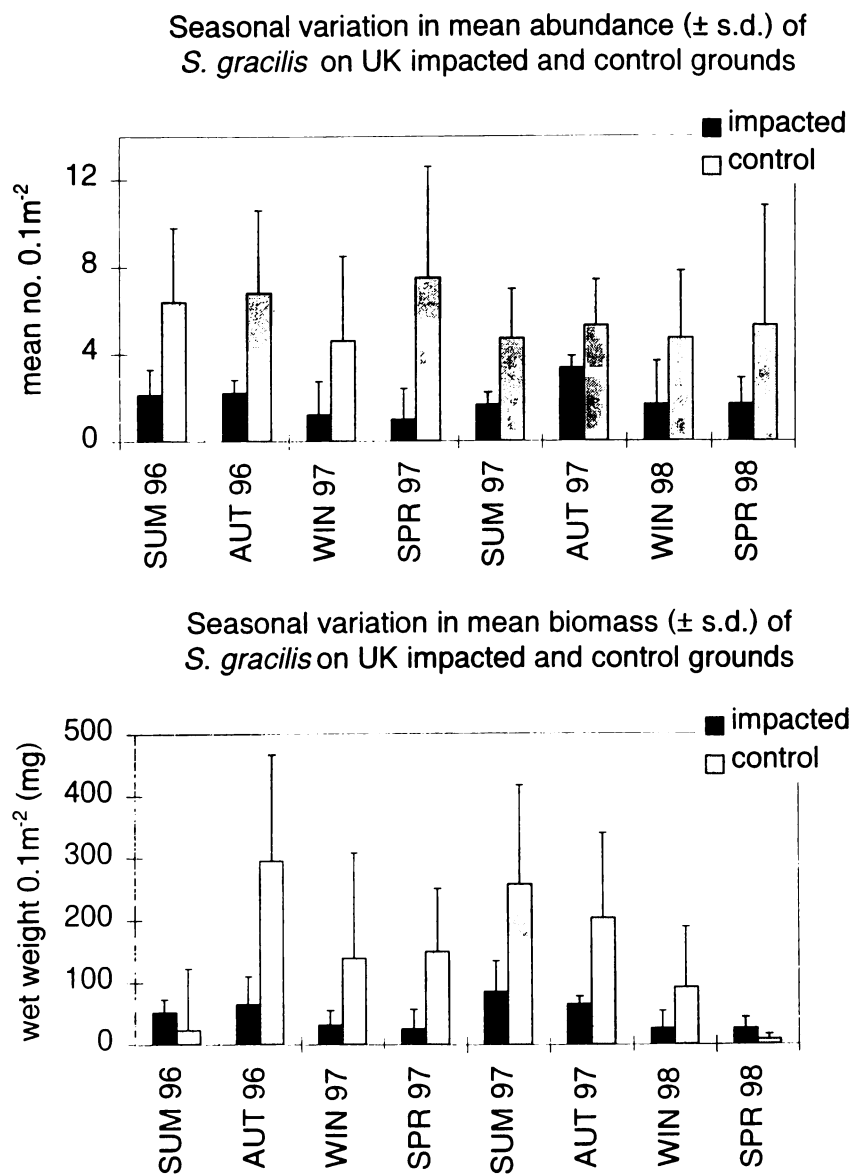 Seasonal variation in mean abundance (± s.d.) of
S. gracilis on UK impacted and control grounds
impacted
control
mean no. 0.1m-2
12
8
4
0
SUM 96
AUT 96
WIN 97
SPR 97
SUM 97
AUT 97
WIN 98
SPR 98
Seasonal variation in mean biomass (± s.d.) of
S. gracilis on UK impacted and control grounds
impacted
control
wet weight 0.1m-2 (mg)
500
400
300
200
100
0
SUM 96
AUT 96
WIN 97
SPR 97
SUM 97
AUT 97
WIN 98
SPR 98